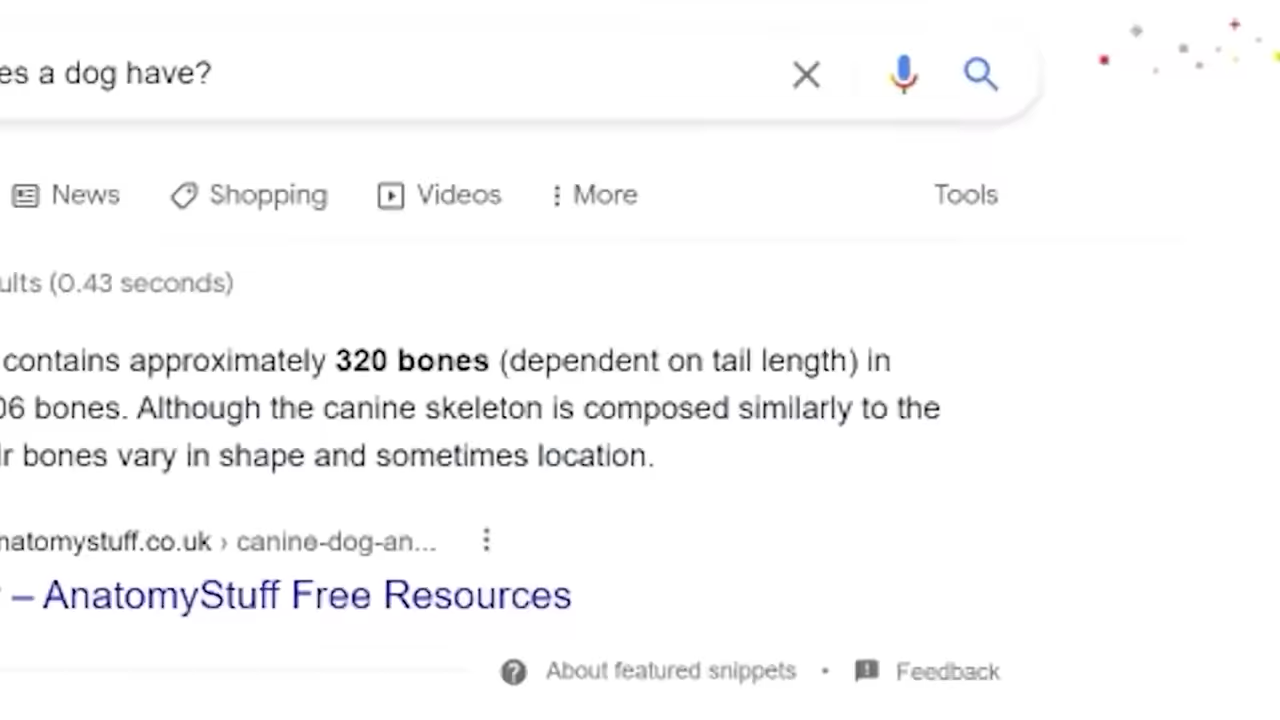 es a dog have?
News Shopping Videos More Tools
ults (0.43 seconds)
contains approximately 320 bones (dependent on tail length) in
06 bones. Although the canine skeleton is composed similarly to the
ir bones vary in shape and sometimes location.
natomystuff.co.uk › canine-dog-an...
– AnatomyStuff Free Resources
About featured snippets • Feedback